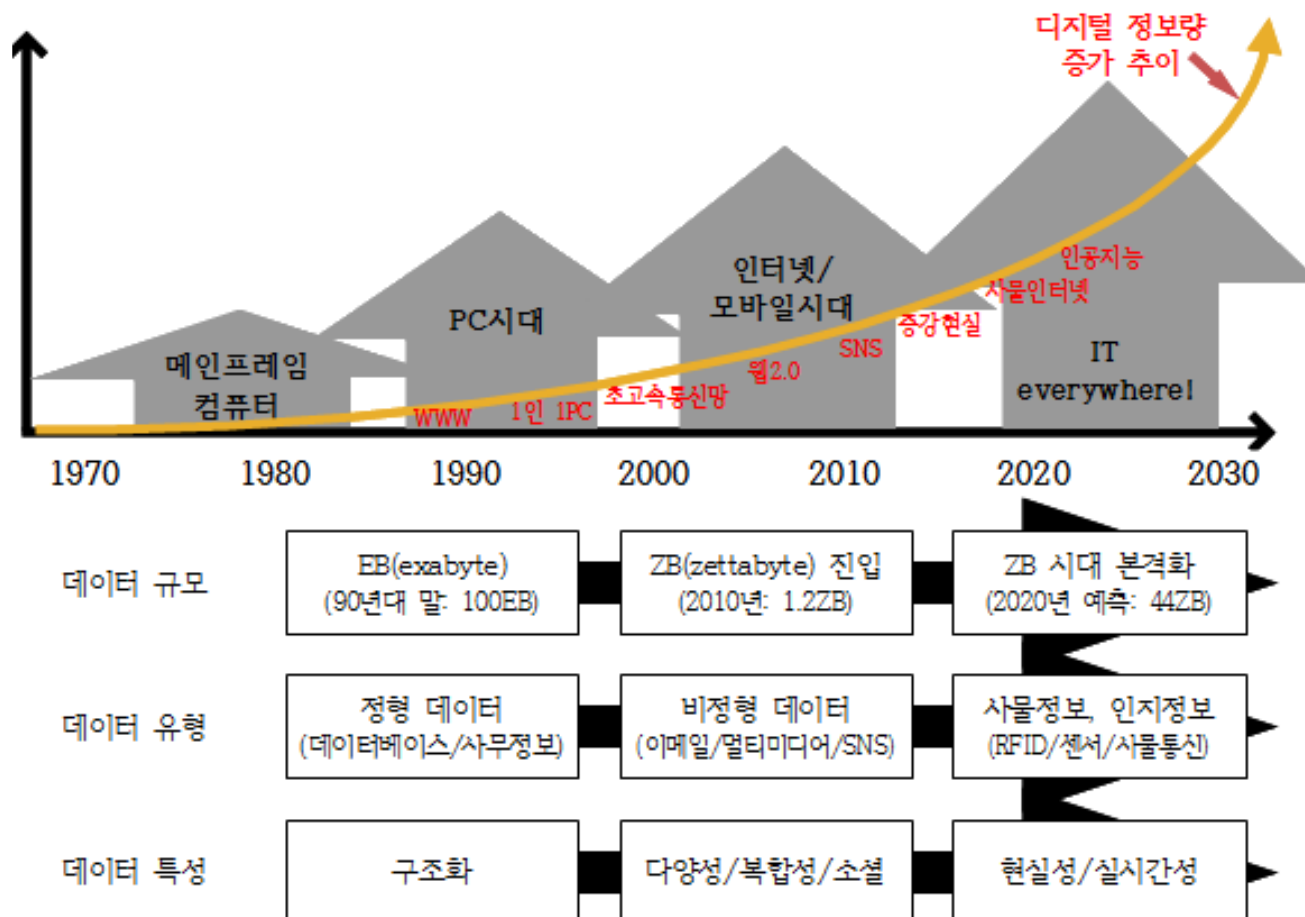 디지털 정보량
증가 추이
인공지능
사물인터넷
인터넷/
모바일시대
증강현실
PC시대
SNS
IT
everywhere!
메인프레임
컴퓨터
웹2.0
초고속통신망
WWW
1인 1PC
1970 1980 1990 2000 2010 2020 2030
데이터 규모
EB(exabyte)
(90년대 말: 100EB)
ZB(zettabyte) 진입
(2010년: 1.2ZB)
ZB 시대 본격화
(2020년 예측: 44ZB)
데이터 유형
정형 데이터
(데이터베이스/사무정보)
비정형 데이터
(이메일/멀티미디어/SNS)
사물정보, 인지정보
(RFID/센서/사물통신)
데이터 특성
구조화
다양성/복합성/소셜
현실성/실시간성